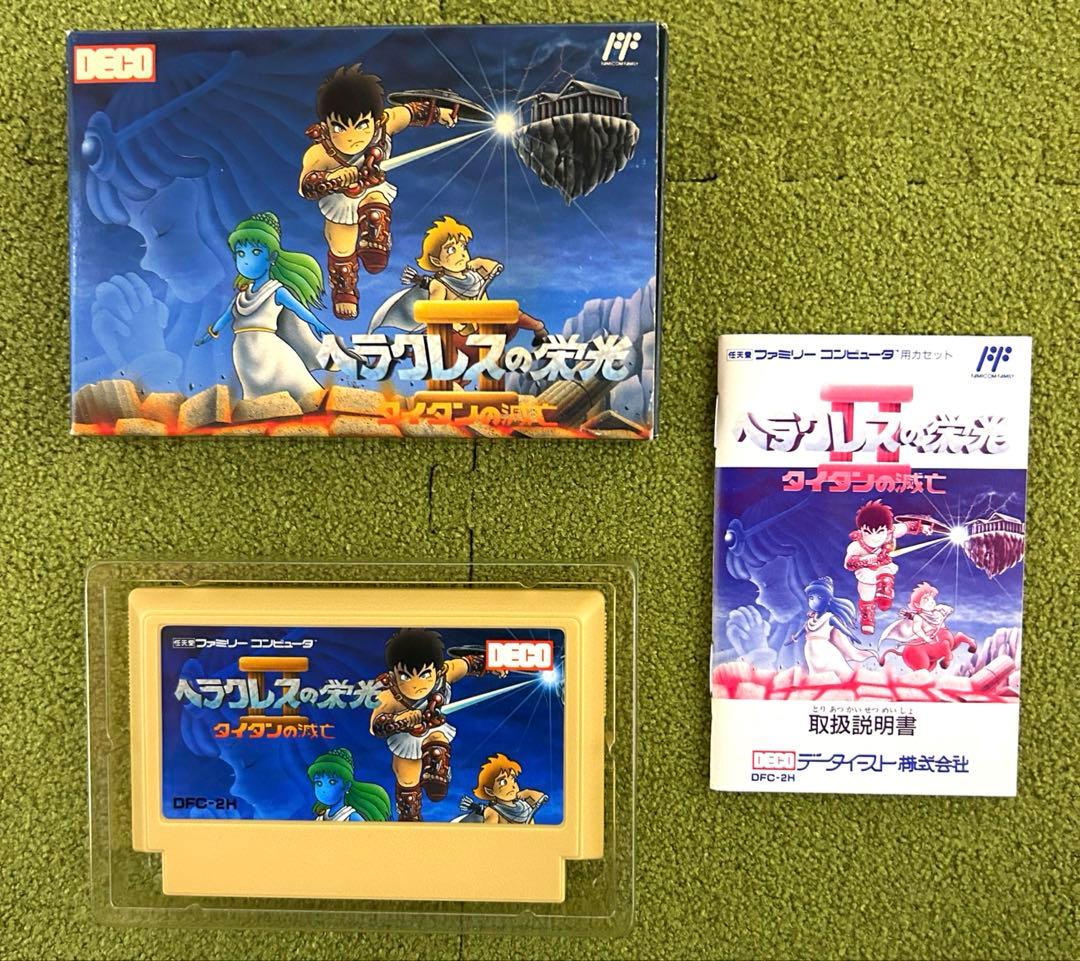 DECO
FAMICOM FAMILY
II
ヘラクレスの栄光
タイタンの滅亡
任天堂 ファミリー コンピュータ 用カセット
FAMICOM FAMILY
II
ヘラクレスの栄光
タイタンの滅亡
とりあつかいせつめいしょ
取扱説明書
DECO データイースト株式会社
DFC-2H
任天堂 ファミリー コンピュータ™
DECO
II
ヘラクレスの栄光
タイタンの滅亡
DFC-2H